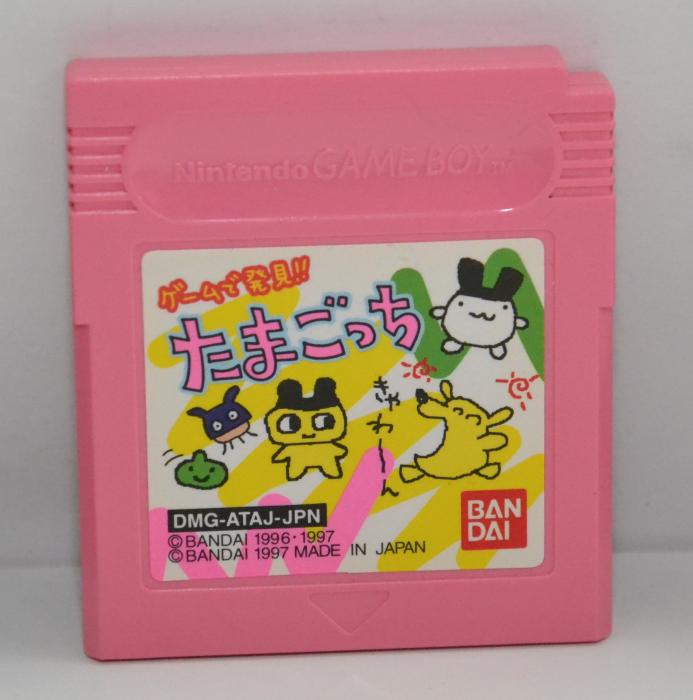 Nintendo GAME BOY™
ゲームで発見!!
たまごっち
きゃわーん
DMG-ATAJ-JPN
©BANDAI 1996・1997
©BANDAI 1997 MADE IN JAPAN
BAN
DAI